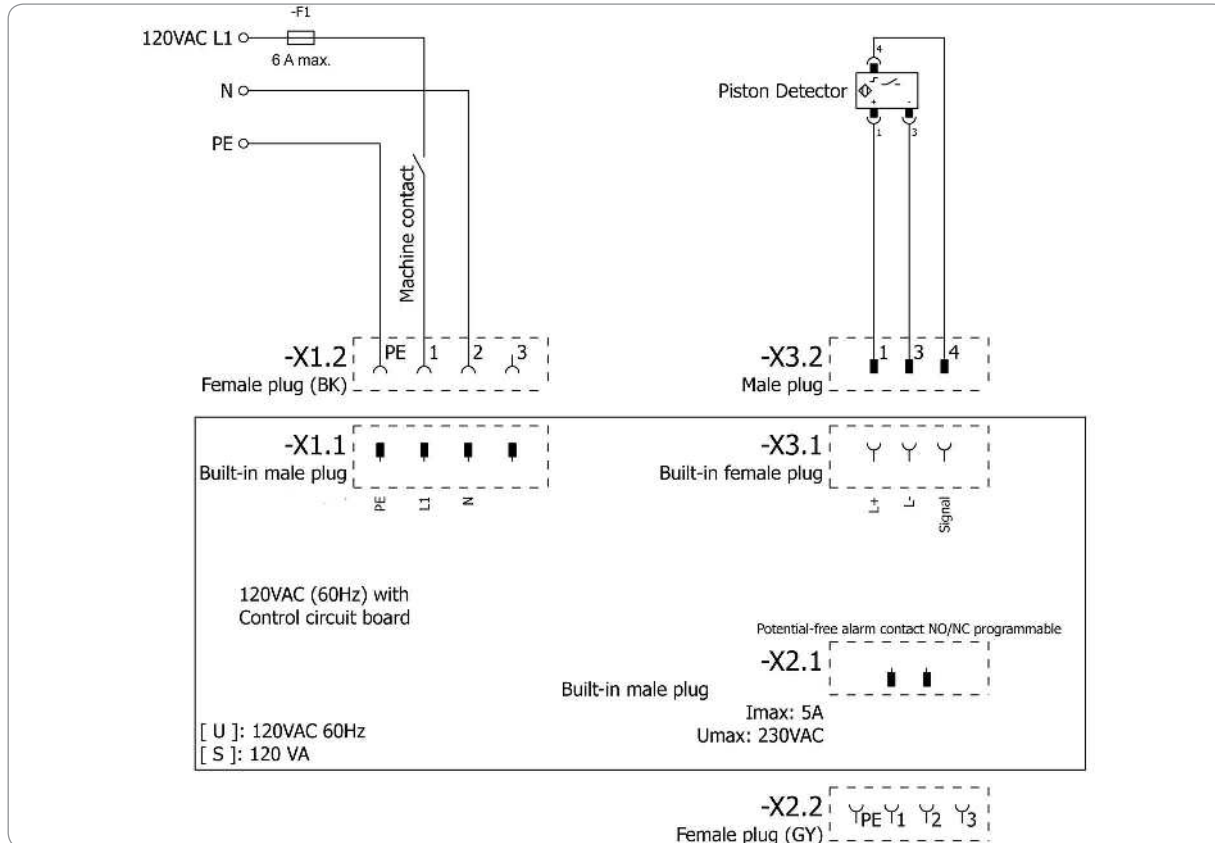 -F1
120VAC L1
6 A max.
N
PE
Machine contact
Piston Detector
4
+ -
1 3
-X1.2 PE 1 2 3
Female plug (BK)
-X3.2 1 3 4
Male plug
-X1.1
Built-in male plug
PE L1 N
-X3.1
Built-in female plug
L+ L- Signal
120VAC (60Hz) with
Control circuit board
Potential-free alarm contact NO/NC programmable
-X2.1
Built-in male plug
Imax: 5A
Umax: 230VAC
[ U ]: 120VAC 60Hz
[ S ]: 120 VA
-X2.2 PE 1 2 3
Female plug (GY)